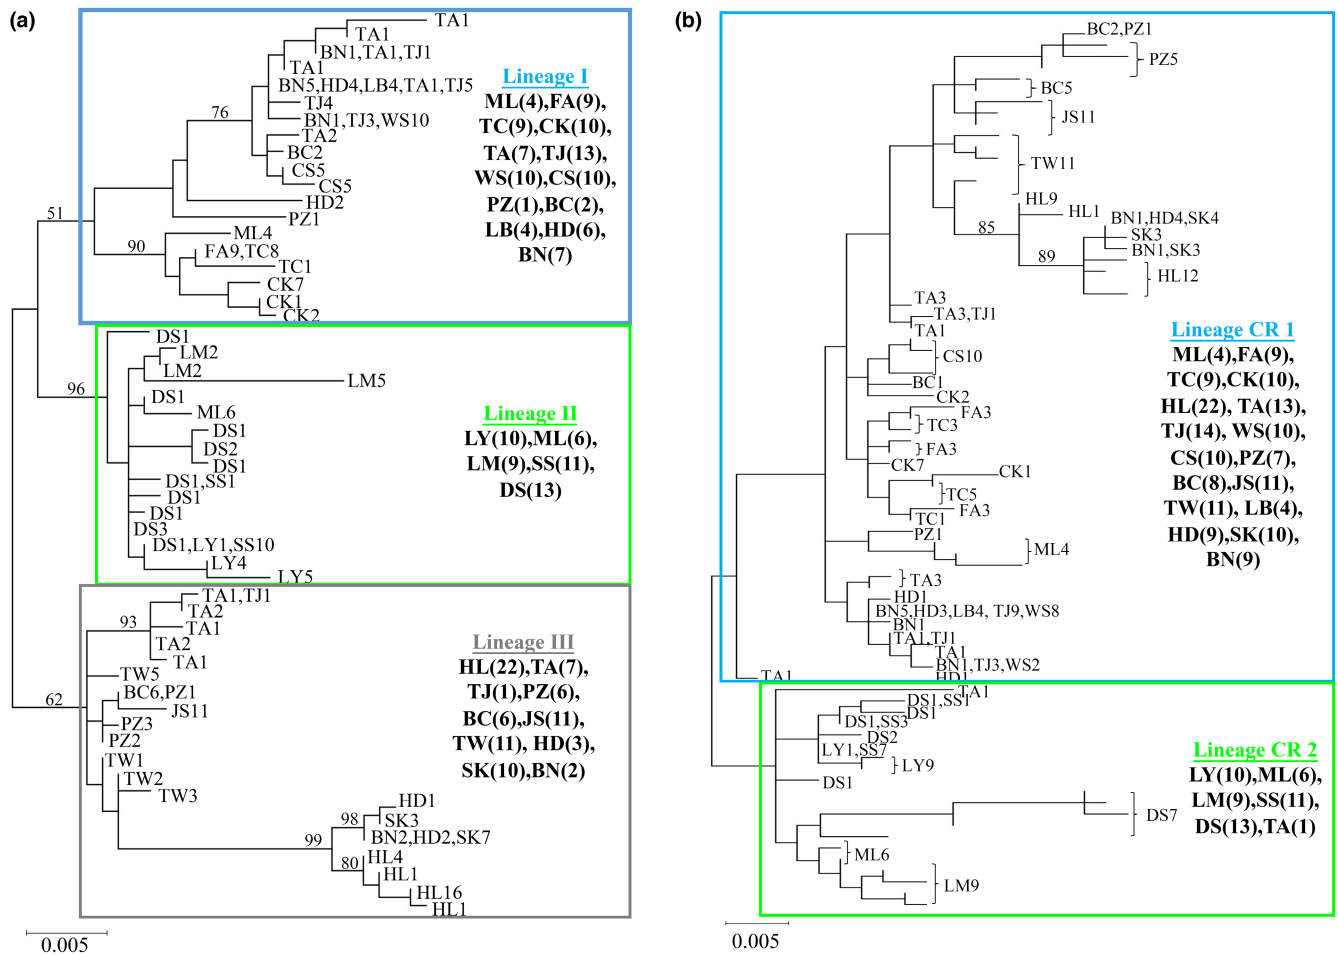 (a)
TA1
TA1
BN1,TA1,TJ1
TA1
BN5,HD4,LB4,TA1,TJ5
TJ4
76
BN1,TJ3,WS10
TA2
BC2
CS5
CS5
HD2
51
PZ1
ML4
90
FA9,TC8
TC1
CK7
CK1
CK2
Lineage I
ML(4),FA(9),
TC(9),CK(10),
TA(7),TJ(13),
WS(10),CS(10),
PZ(1),BC(2),
LB(4),HD(6),
BN(7)
DS1
LM2
LM2
LM5
96
DS1
ML6
DS1
DS2
DS1
DS1,SS1
DS1
DS1
DS3
DS1,LY1,SS10
LY4
LY5
Lineage II
LY(10),ML(6),
LM(9),SS(11),
DS(13)
TA1,TJ1
TA2
93
TA1
TA2
TA1
TW5
BC6,PZ1
62
JS11
PZ3
PZ2
TW1
TW2
TW3
HD1
98
SK3
99
BN2,HD2,SK7
HL4
80
HL1
HL16
HL1
Lineage III
HL(22),TA(7),
TJ(1),PZ(6),
BC(6),JS(11),
TW(11), HD(3),
SK(10),BN(2)
0.005
(b)
BC2,PZ1
PZ5
BC5
JS11
TW11
HL9
HL1
85
BN1,HD4,SK4
SK3
BN1,SK3
89
HL12
TA3
TA3,TJ1
TA1
CS10
BC1
CK2
FA3
TC3
FA3
CK7
CK1
TC5
FA3
TC1
PZ1
ML4
TA3
HD1
BN5,HD3,LB4, TJ9,WS8
BN1
TA1,TJ1
TA1
BN1,TJ3,WS2
HD1
TA1
Lineage CR 1
ML(4),FA(9),
TC(9),CK(10),
HL(22), TA(13),
TJ(14), WS(10),
CS(10),PZ(7),
BC(8),JS(11),
TW(11), LB(4),
HD(9),SK(10),
BN(9)
TA1
DS1,SS1
DS1
DS1,SS3
DS2
LY1,SS7
LY9
DS1
DS7
ML6
LM9
Lineage CR 2
LY(10),ML(6),
LM(9),SS(11),
DS(13),TA(1)
0.005